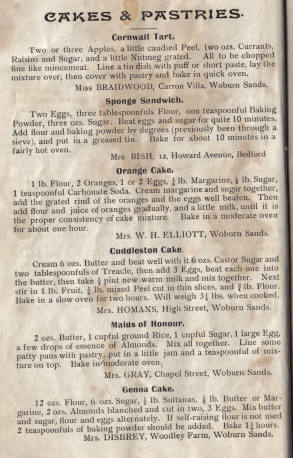 CAKES & PASTRIES.
Cornwall Tart.
Two or three Apples, a little candied Peel, two ozs. Currants,
Raisins and Sugar, and a little Nutmeg grated. All to be chopped
fine like mincemeat. Line a tin dish with puff or short paste, lay the
mixture over, then cover with pastry and bake in quick oven.
Miss BRAIDWOOD, Carron Villa, Woburn Sands.
Sponge Sandwich.
Two Eggs, three tablespoonfuls Flour, one teaspoonful Baking
Powder, three ozs. Sugar. Beat eggs and sugar for quite 10 minutes.
Add flour and baking powder by degrees (previously been through a
sieve), and put in a greased tin. Bake for about 10 minutes in a
fairly hot oven.
Mrs BISH, 12, Howard Avenue, Bedford
Orange Cake.
1 lb. Flour, 2 Oranges, 1 or 2 Eggs, ¼ lb. Margarine, ½ lb. Sugar,
1 teaspoonful Carbonate Soda. Cream margarine and sugar together,
add the grated rind of the oranges and the eggs well beaten. Then
add flour and juice of oranges gradually, and a little milk, until it is
the proper consistency of cake mixture. Bake in a moderate oven
for about one hour.
Mrs. W. H. ELLIOTT, Woburn Sands.
Cuddleston Cake.
Cream 6 ozs. Butter and beat well with it 6 ozs. Castor Sugar and
two tablespoonfuls of Treacle, then add 3 Eggs, beat each one into
the butter, then take ¼ pint new warm milk and mix together. Next
stir in 1 lb. Fruit, ¼ lb. mixed Peel cut in thin slices, and ¾ lb. Flour.
Bake in a slow oven for two hours. Will weigh 3¼ lbs. when cooked.
Mrs. HOMANS, High Street, Woburn Sands.
Maids of Honour.
2 ozs. Butter, 1 cupful ground Rice, 1 cupful Sugar, 1 large Egg,
a few drops of essence of Almonds. Mix all together. Line some
patty pans with pastry, put in a little jam and a teaspoonful of mix-
ture on top. Bake in moderate oven.
Mrs. GRAY, Chapel Street, Woburn Sands.
Genoa Cake.
12 ozs. Flour, 6 ozs. Sugar, ½ lb. Sultanas, ½ lb. Butter or Mar-
garine, 2 ozs. Almonds blanched and cut in two, 3 Eggs. Mix butter
and sugar, flour and eggs alternately. If self-raising flour is not used
2 teaspoonfuls of baking powder should be added. Bake 1½ hours.
Mrs. DISBREY, Woodley Farm, Woburn Sands.